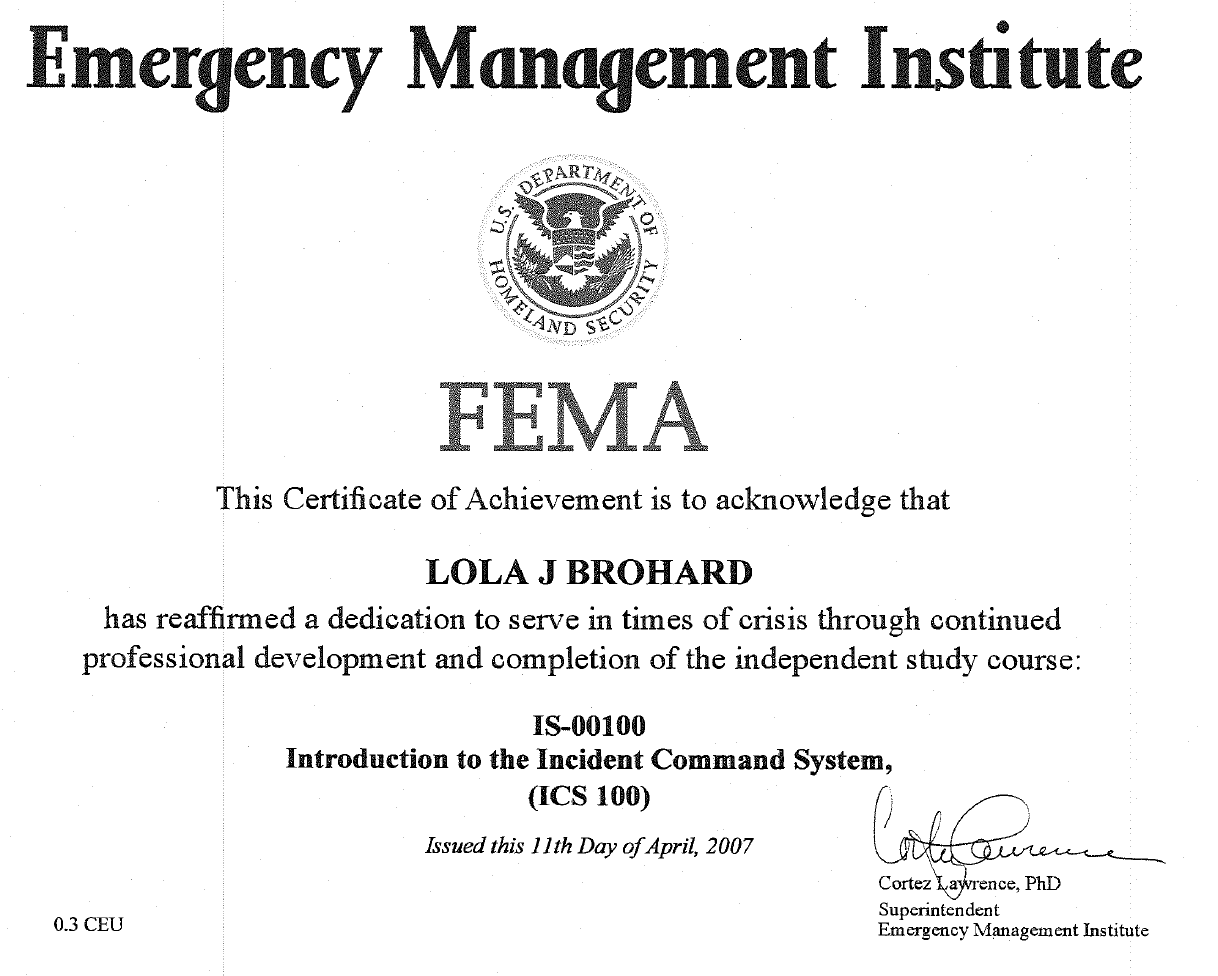 Emergency Management Institute
U.S. DEPARTMENT OF
HOMELAND SECURITY
FEMA
This Certificate of Achievement is to acknowledge that
LOLA J BROHARD
has reaffirmed a dedication to serve in times of crisis through continued
professional development and completion of the independent study course:
IS-00100
Introduction to the Incident Command System,
(ICS 100)
Issued this 11th Day of April, 2007
Cortez Lawrence
Cortez Lawrence, PhD
Superintendent
Emergency Management Institute
0.3 CEU